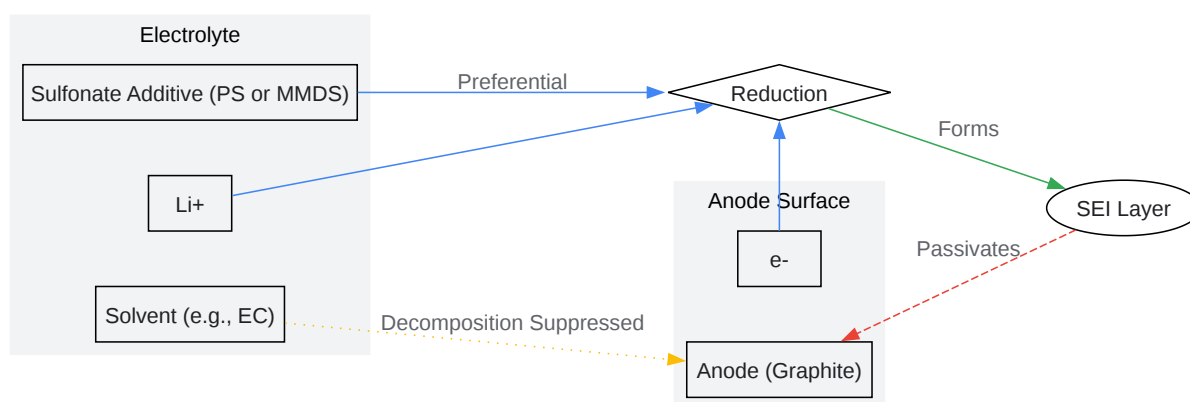 Electrolyte
Sulfonate Additive (PS or MMDS)
Preferential
Reduction
Forms
Li+
Anode Surface
SEI Layer
e-
Passivates
Solvent (e.g., EC)
Decomposition Suppressed
Anode (Graphite)